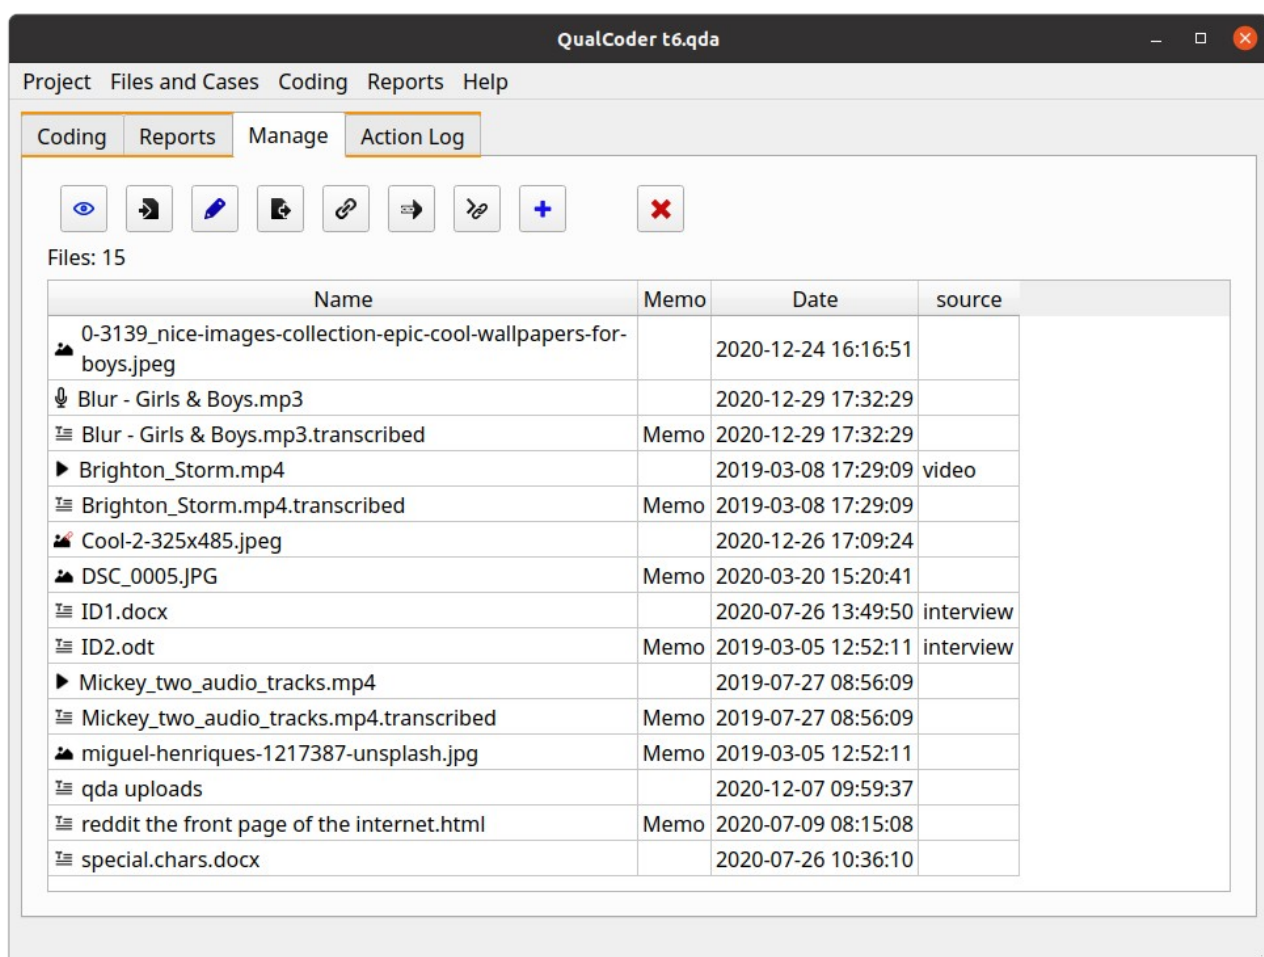 QualCoder t6.qda
Project Files and Cases Coding Reports Help
Coding Reports Manage Action Log
Files: 15
Name Memo Date source
0-3139_nice-images-collection-epic-cool-wallpapers-for-
boys.jpeg 2020-12-24 16:16:51
Blur - Girls & Boys.mp3 2020-12-29 17:32:29
Blur - Girls & Boys.mp3.transcribed Memo 2020-12-29 17:32:29
Brighton_Storm.mp4 2019-03-08 17:29:09 video
Brighton_Storm.mp4.transcribed Memo 2019-03-08 17:29:09
Cool-2-325x485.jpeg 2020-12-26 17:09:24
DSC_0005.JPG Memo 2020-03-20 15:20:41
ID1.docx 2020-07-26 13:49:50 interview
ID2.odt Memo 2019-03-05 12:52:11 interview
Mickey_two_audio_tracks.mp4 2019-07-27 08:56:09
Mickey_two_audio_tracks.mp4.transcribed Memo 2019-07-27 08:56:09
miguel-henriques-1217387-unsplash.jpg Memo 2019-03-05 12:52:11
qda uploads 2020-12-07 09:59:37
reddit the front page of the internet.html Memo 2020-07-09 08:15:08
special.chars.docx 2020-07-26 10:36:10